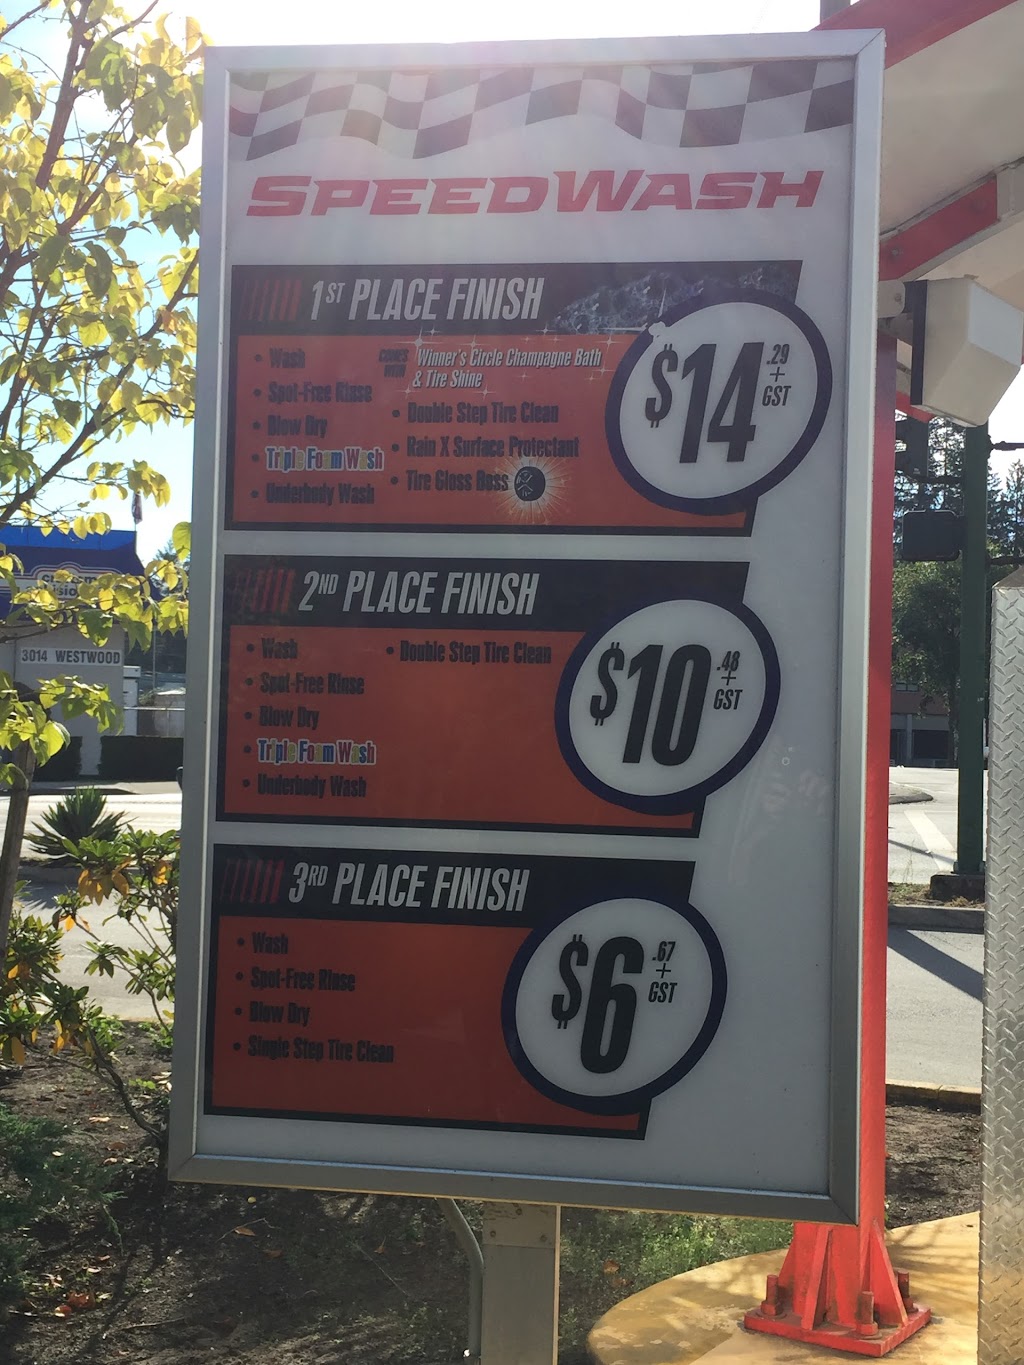 SPEEDWASH
1ST PLACE FINISH
• Wash
• Spot-Free Rinse
• Blow Dry
• Triple Foam Wash
• Underbody Wash
COMES WITH
Winner's Circle Champagne Bath
& Tire Shine
• Double Step Tire Clean
• Rain X Surface Protectant
• Tire Gloss Boss
$14 .29
+
GST
2ND PLACE FINISH
• Wash
• Spot-Free Rinse
• Blow Dry
• Triple Foam Wash
• Underbody Wash
• Double Step Tire Clean
$10 .48
+
GST
3RD PLACE FINISH
• Wash
• Spot-Free Rinse
• Blow Dry
• Single Step Tire Clean
$6 .67
+
GST
3014 WESTWOOD